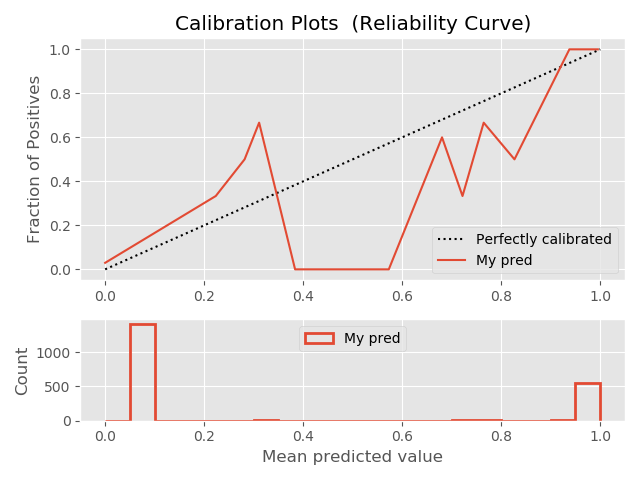 Calibration Plots  (Reliability Curve)
1.0
0.8
0.6
0.4
0.2
0.0
Fraction of Positives
Perfectly calibrated
My pred
0.0 0.2 0.4 0.6 0.8 1.0
My pred
1000
500
0
Count
0.0 0.2 0.4 0.6 0.8 1.0
Mean predicted value